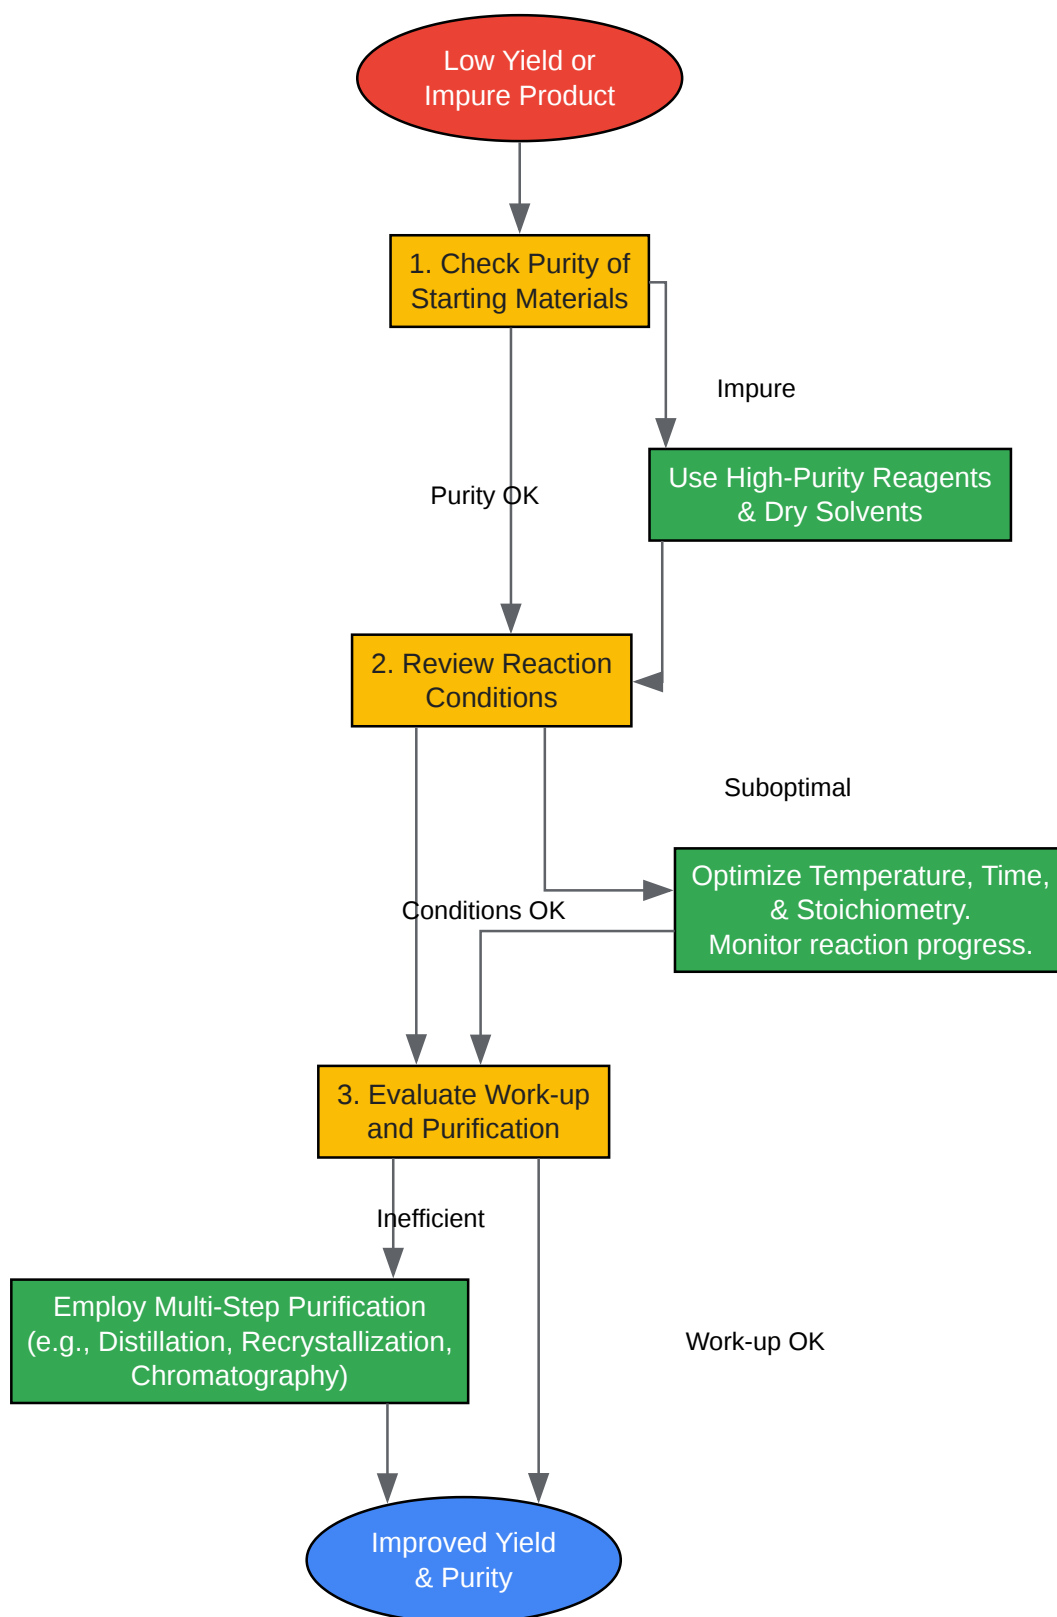 Low Yield or
Impure Product
1. Check Purity of
Starting Materials
Impure
Use High-Purity Reagents
& Dry Solvents
Purity OK
2. Review Reaction
Conditions
Suboptimal
Optimize Temperature, Time,
& Stoichiometry.
Monitor reaction progress.
Conditions OK
3. Evaluate Work-up
and Purification
Inefficient
Employ Multi-Step Purification
(e.g., Distillation, Recrystallization,
Chromatography)
Work-up OK
Improved Yield
& Purity